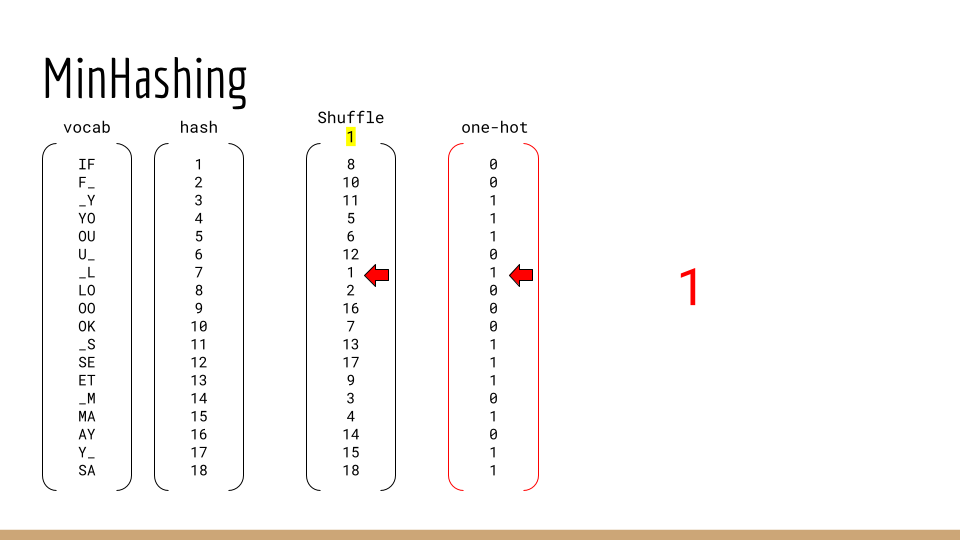 MinHashing
vocab hash Shuffle one-hot
1
IF 1 8 0
F_ 2 10 0
_Y 3 11 1
YO 4 5 1
OU 5 6 1
U_ 6 12 0
_L 7 1 1
LO 8 2 0
OO 9 16 0
OK 10 7 0
_S 11 13 1
SE 12 17 1
ET 13 9 1
_M 14 3 0
MA 15 4 1
AY 16 14 0
Y_ 17 15 1
SA 18 18 1
1